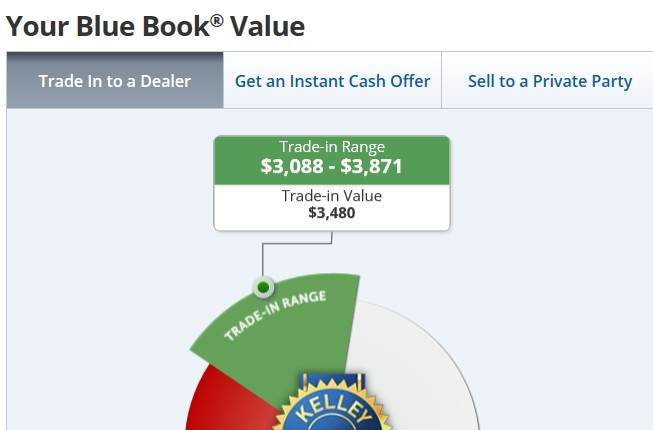 Your Blue Book® Value
Trade In to a Dealer
Get an Instant Cash Offer
Sell to a Private Party
Trade-in Range
$3,088 - $3,871
Trade-in Value
$3,480
TRADE-IN RANGE
KELLEY